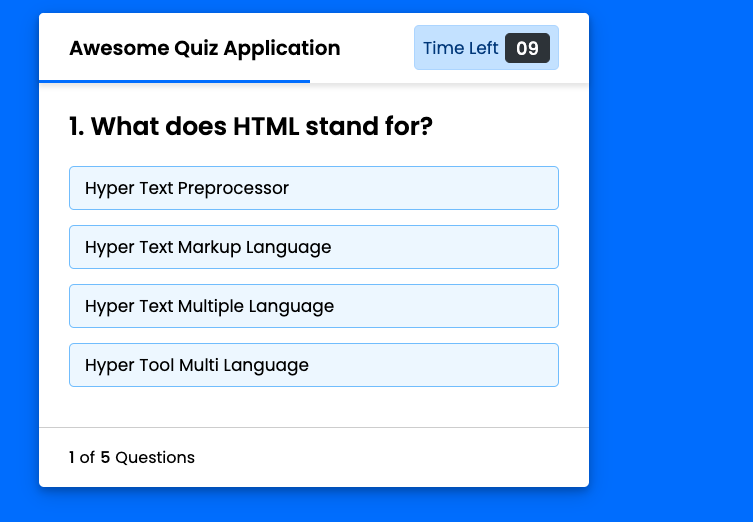 Awesome Quiz Application
Time Left 09
1. What does HTML stand for?
Hyper Text Preprocessor
Hyper Text Markup Language
Hyper Text Multiple Language
Hyper Tool Multi Language
1 of 5 Questions